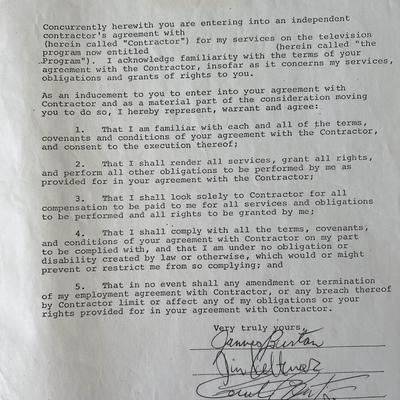 Concurrently herewith you are entering into an independent
contractor's agreement with
(herein called "Contractor") for my services on the television
program now entitled (herein called "the
Program"). I acknowledge familiarity with the terms of your
agreement with the Contractor, insofar as it concerns my services,
obligations and grants of rights to you.
As an inducement to you to enter into your agreement with
Contractor and as a material part of the consideration moving
you to do so, I hereby represent, warrant and agree:
1. That I am familiar with each and all of the terms,
covenants and conditions of your agreement with the Contractor,
and consent to the execution thereof;
2. That I shall render all services, grant all rights,
and perform all other obligations to be performed by me as
provided for in your agreement with the Contractor;
3. That I shall look solely to Contractor for all
compensation to be paid to me for all services and obligations
to be performed and all rights to be granted by me;
4. That I shall comply with all the terms, covenants,
and conditions of your agreement with Contractor on my part
to be complied with, and that I am under no obligation or
disability created by law or otherwise, which would or might
prevent or restrict me from so complying; and
5. That in no event shall any amendment or termination
of my employment agreement with Contractor, or any breach thereof
by Contractor limit or affect any of my obligations or your
rights provided for in your agreement with Contractor.
Very truly yours,
James Burton
Jim Keltner